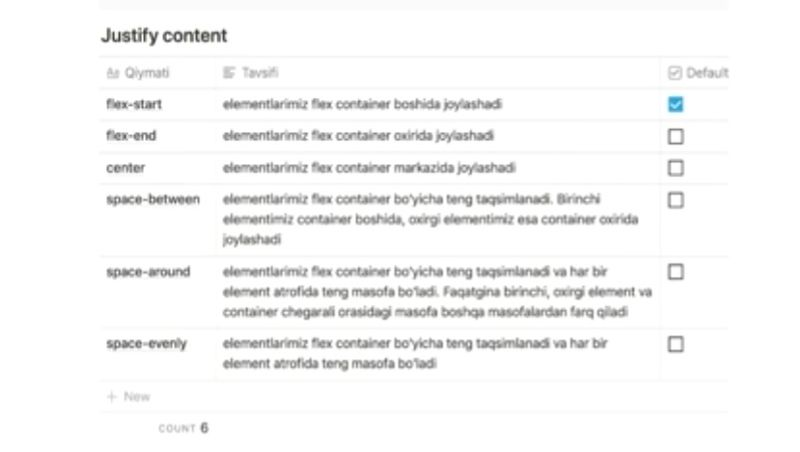 Justify content
Aa Qiymati Tavsifi Default
flex-start elementlarimiz flex container boshida joylashadi
flex-end elementlarimiz flex container oxirida joylashadi
center elementlarimiz flex container markazida joylashadi
space-between elementlarimiz flex container bo'yicha teng taqsimlanadi. Birinchi
elementimiz container boshida, oxirgi elementimiz esa container oxirida
joylashadi
space-around elementlarimiz flex container bo'yicha teng taqsimlanadi va har bir
element atrofida teng masofa bo'ladi. Faqatgina birinchi, oxirgi element va
container chegarali orasidagi masofa boshqa masofalardan farq qiladi
space-evenly elementlarimiz flex container bo'yicha teng taqsimlanadi va har bir
element atrofida teng masofa bo'ladi
+ New
COUNT 6